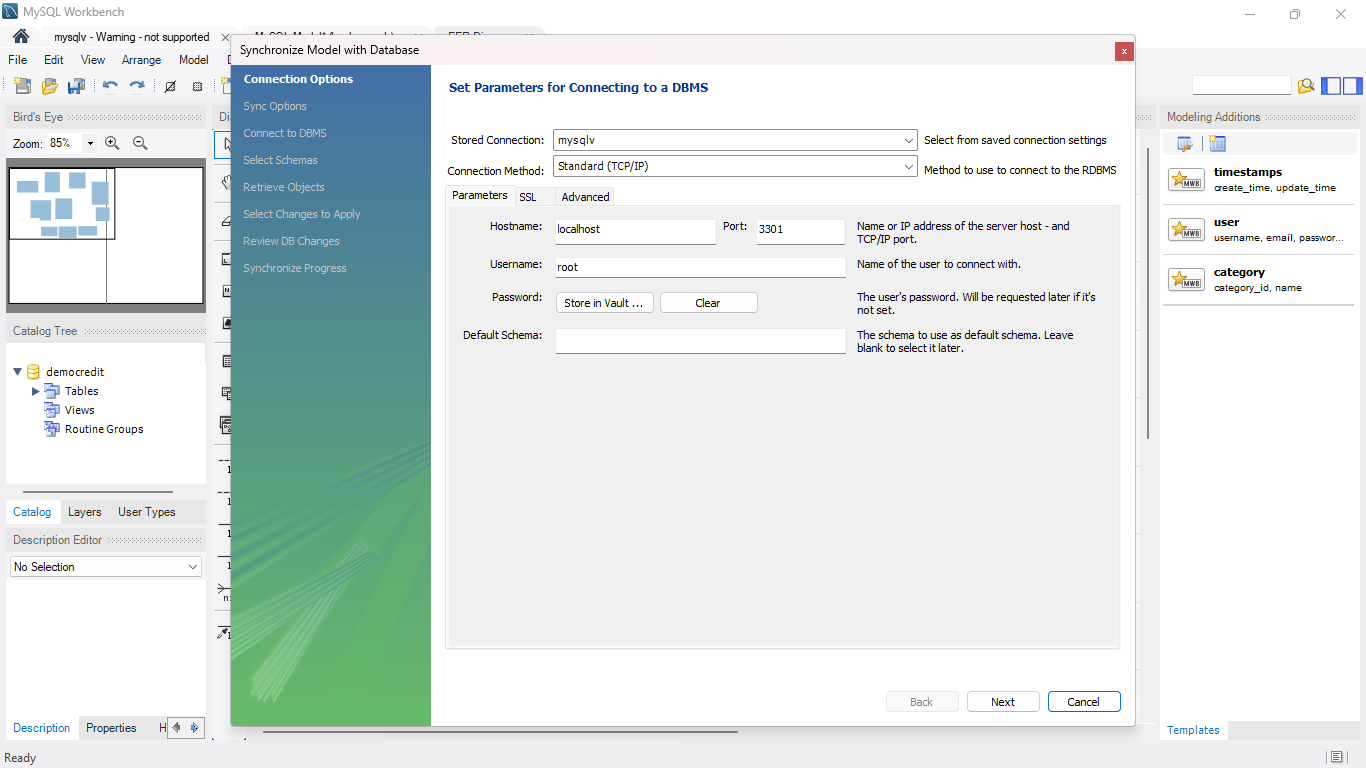 MySQL Workbench
mysqlv - Warning - not supported
Synchronize Model with Database
File Edit View Arrange Model
Bird's Eye
Zoom: 85%
Catalog Tree
democredit
Tables
Views
Routine Groups
Catalog Layers User Types
Description Editor
No Selection
Description Properties H
Ready
Connection Options
Sync Options
Connect to DBMS
Select Schemas
Retrieve Objects
Select Changes to Apply
Review DB Changes
Synchronize Progress
Set Parameters for Connecting to a DBMS
Stored Connection: mysqlv Select from saved connection settings
Connection Method: Standard (TCP/IP) Method to use to connect to the RDBMS
Parameters SSL Advanced
Hostname: localhost Port: 3301 Name or IP address of the server host - and
TCP/IP port.
Username: root Name of the user to connect with.
Password: Store in Vault ... Clear The user's password. Will be requested later if it's
not set.
Default Schema: The schema to use as default schema. Leave
blank to select it later.
Back Next Cancel
Modeling Additions
timestamps
create_time, update_time
user
username, email, passwor...
category
category_id, name
Templates